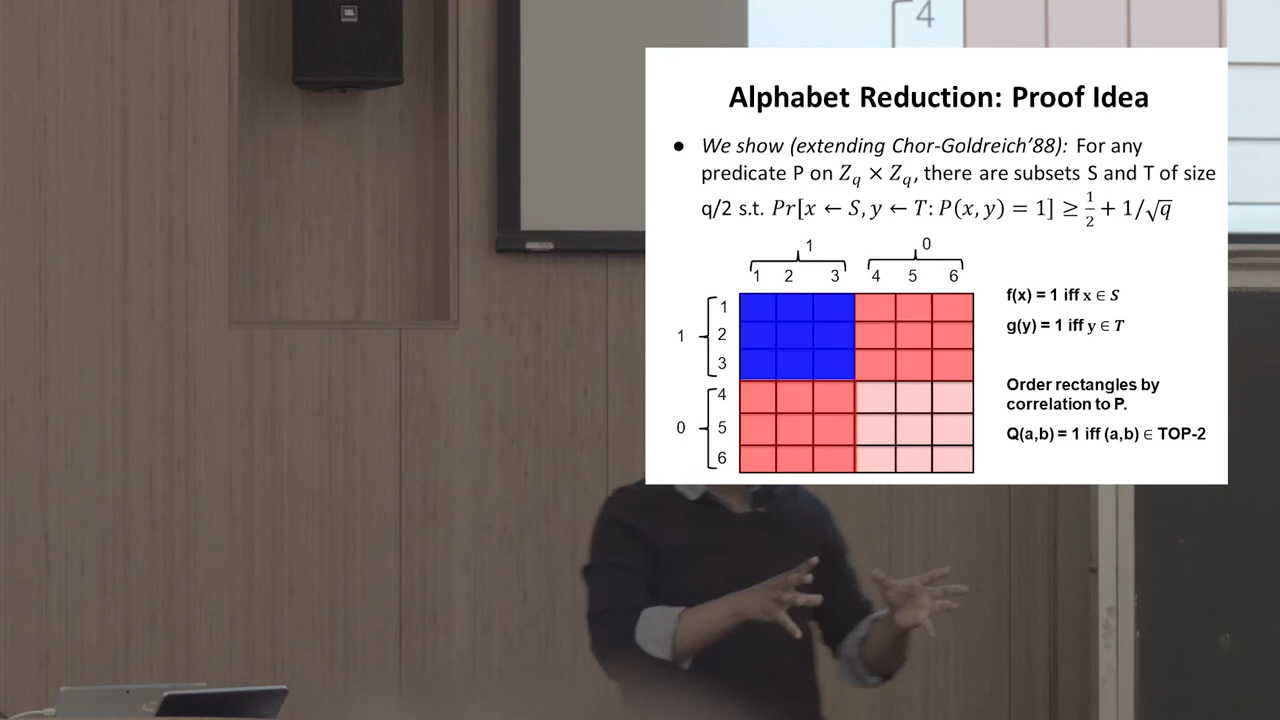 JBL
4
Alphabet Reduction: Proof Idea
● We show (extending Chor-Goldreich’88): For any
predicate P on Z_q × Z_q, there are subsets S and T of size
q/2 s.t. Pr[x ← S, y ← T: P(x, y) = 1] ≥ 1/2 + 1/√q
1 0
1 2 3 4 5 6
1
2
3
1
4
5
6
0
f(x) = 1 iff x ∈ S
g(y) = 1 iff y ∈ T
Order rectangles by
correlation to P.
Q(a,b) = 1 iff (a,b) ∈ TOP-2